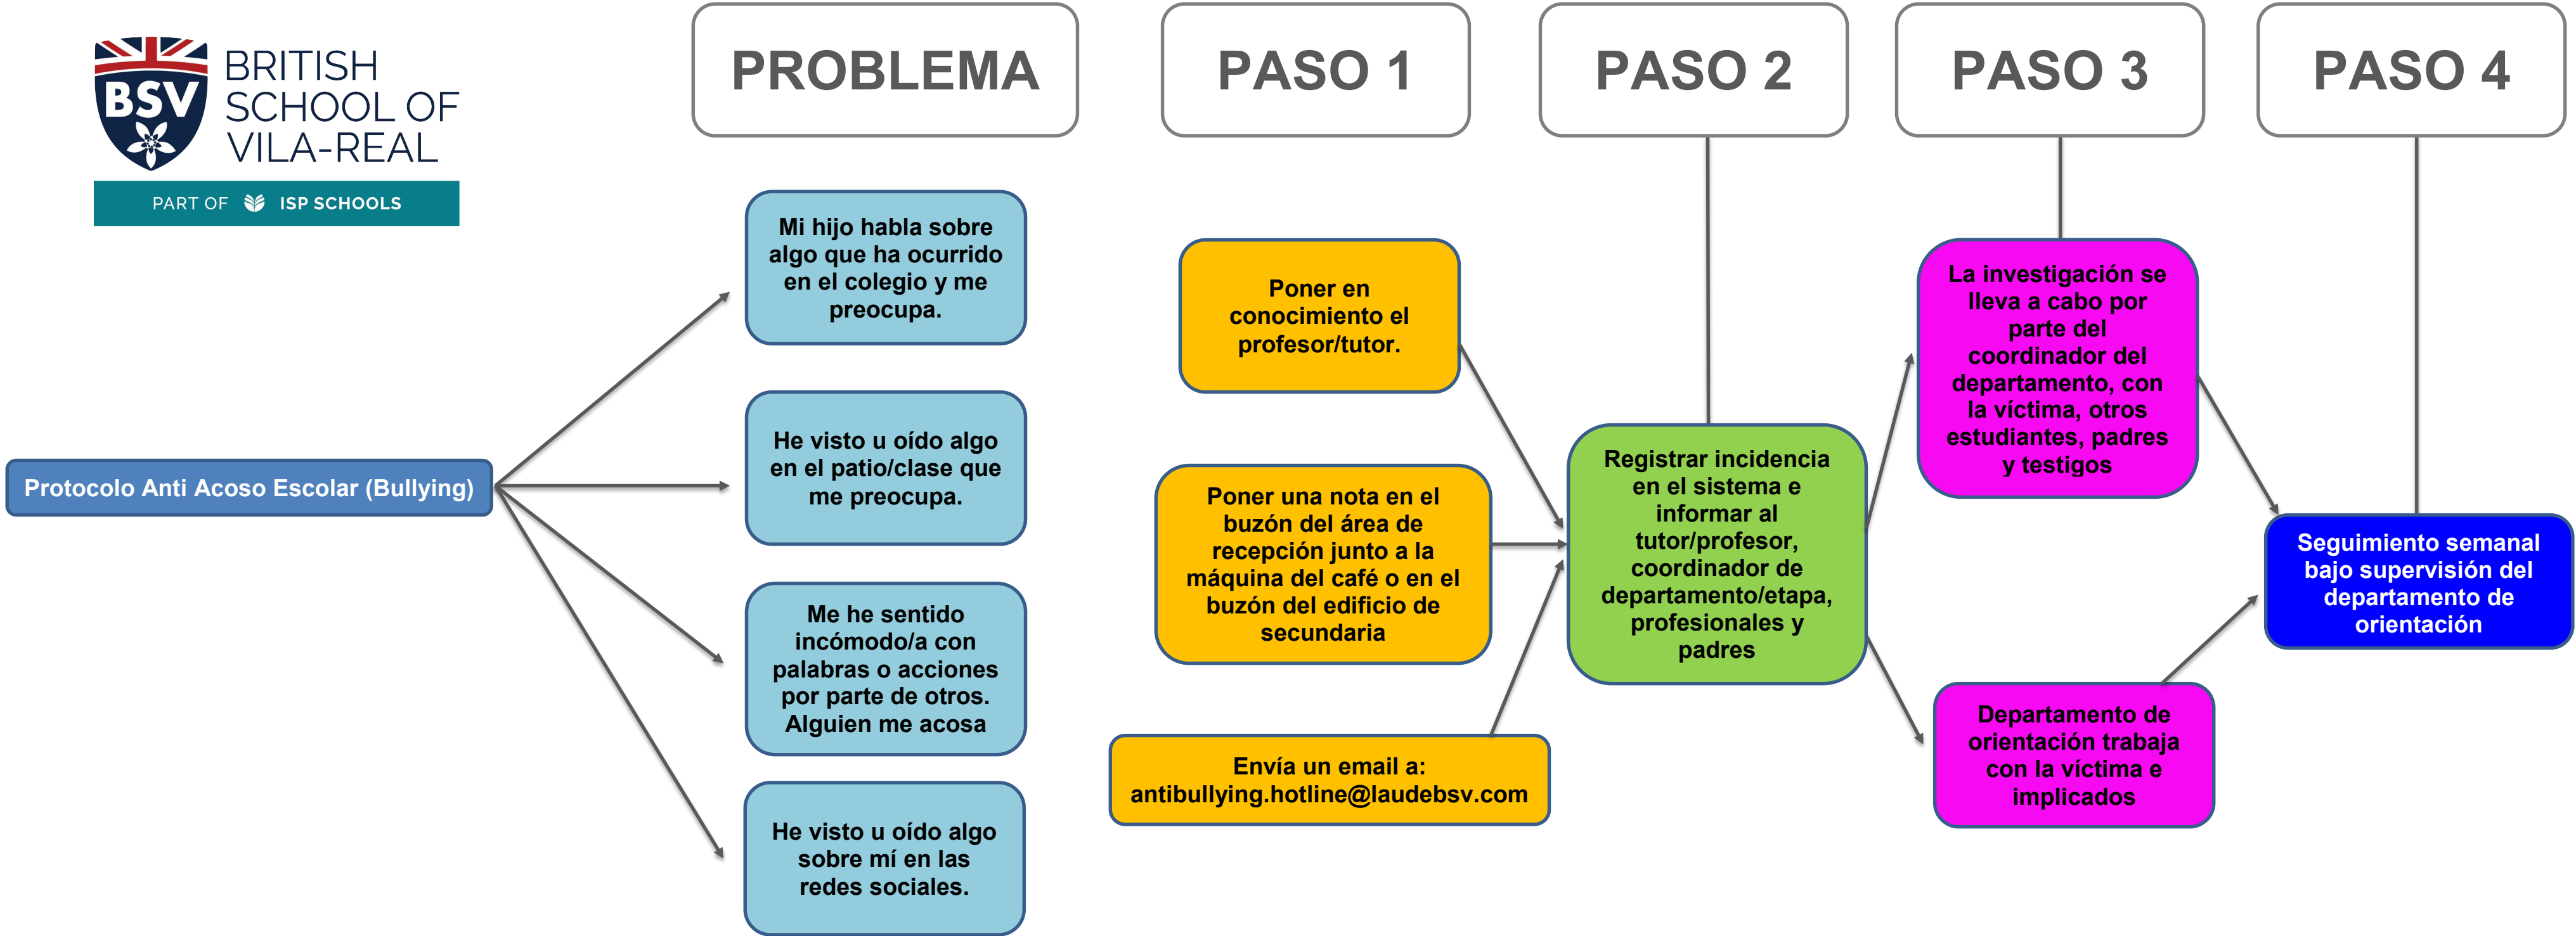 BSV
BRITISH
SCHOOL OF
VILA-REAL
PART OF ISP SCHOOLS
PROBLEMA
PASO 1
PASO 2
PASO 3
PASO 4
Protocolo Anti Acoso Escolar (Bullying)
Mi hijo habla sobre
algo que ha ocurrido
en el colegio y me
preocupa.
He visto u oído algo
en el patio/clase que
me preocupa.
Me he sentido
incómodo/a con
palabras o acciones
por parte de otros.
Alguien me acosa
He visto u oído algo
sobre mí en las
redes sociales.
Poner en
conocimiento el
profesor/tutor.
Poner una nota en el
buzón del área de
recepción junto a la
máquina del café o en el
buzón del edificio de
secundaria
Envía un email a:
antibullying.hotline@laudebsv.com
Registrar incidencia
en el sistema e
informar al
tutor/profesor,
coordinador de
departamento/etapa,
profesionales y
padres
La investigación se
lleva a cabo por
parte del
coordinador del
departamento, con
la víctima, otros
estudiantes, padres
y testigos
Departamento de
orientación trabaja
con la víctima e
implicados
Seguimiento semanal
bajo supervisión del
departamento de
orientación